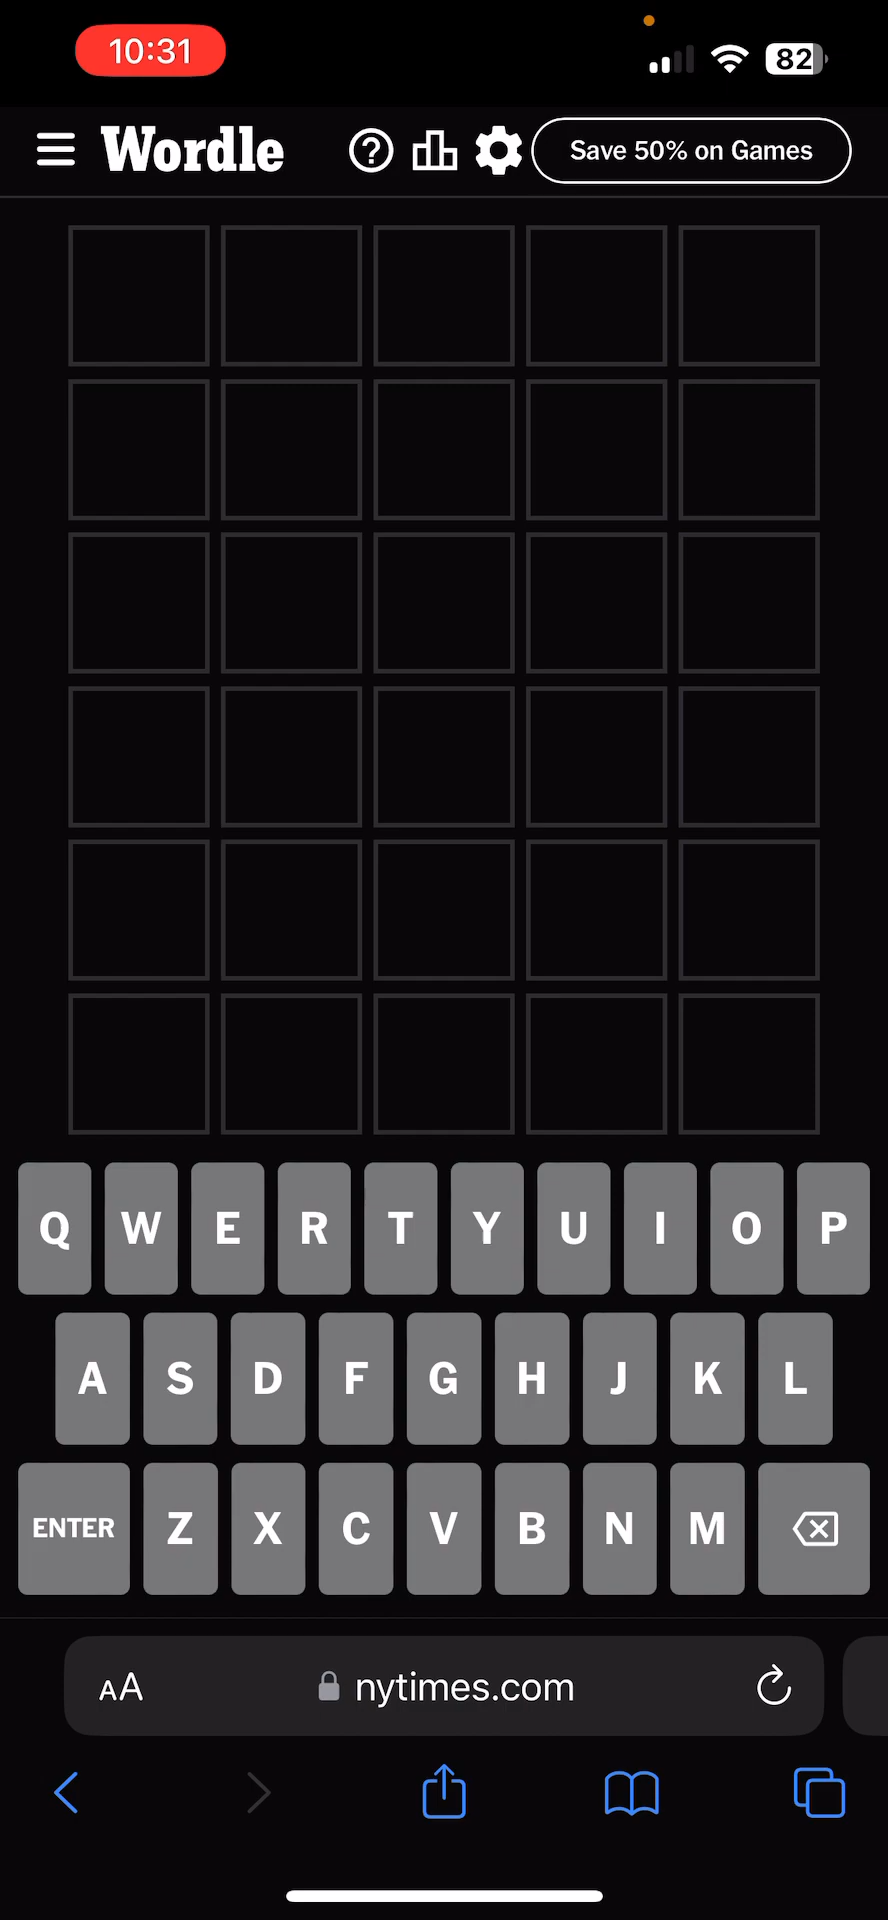 10:31
82
Wordle
Save 50% on Games
Q W E R T Y U I O P
A S D F G H J K L
ENTER Z X C V B N M
AA nytimes.com